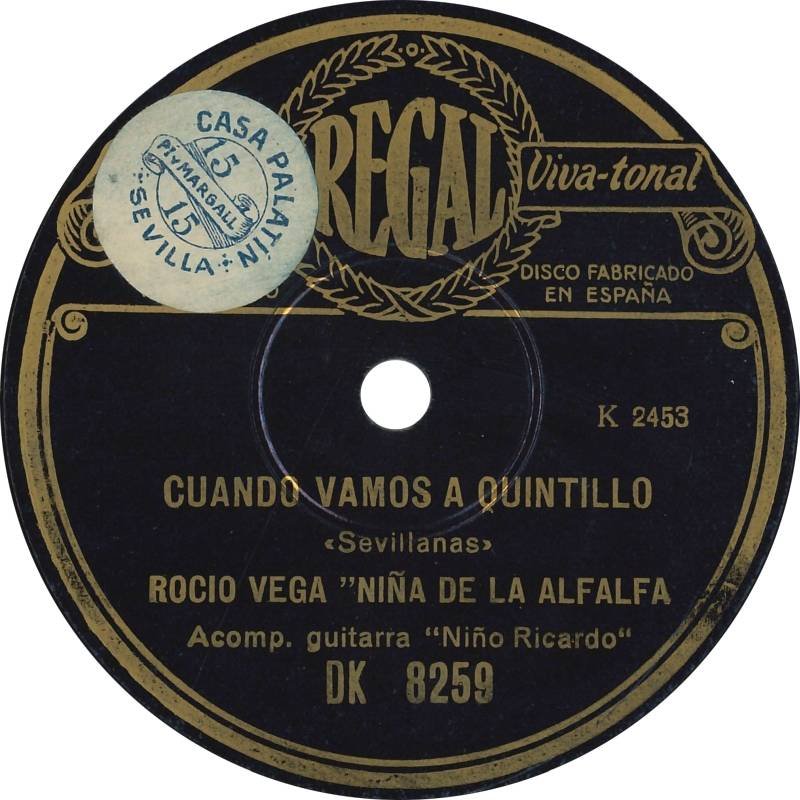 REGAL
Viva-tonal
CASA PALATÍN
15
PI Y MARGALL
15
SEVILLA
DISCO FABRICADO
EN ESPAÑA
K 2453
CUANDO VAMOS A QUINTILLO
«Sevillanas»
ROCIO VEGA "NIÑA DE LA ALFALFA
Acomp. guitarra "Niño Ricardo"
DK 8259